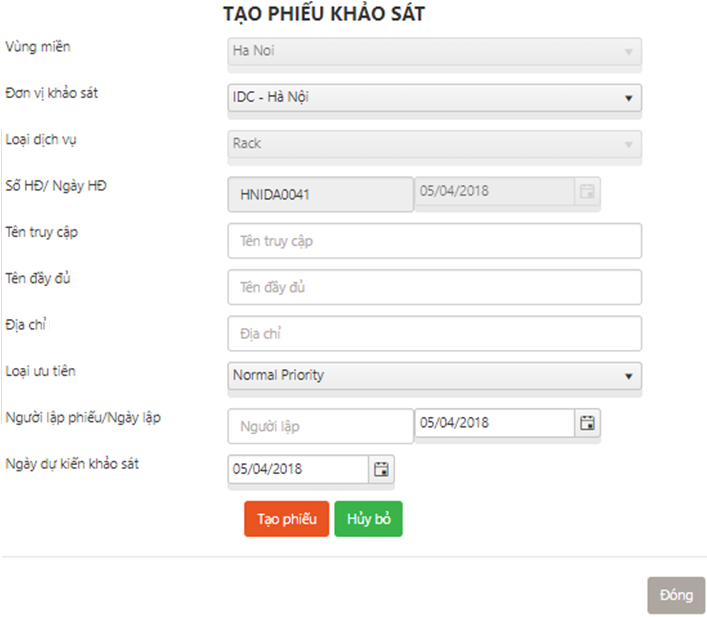 TẠO PHIẾU KHẢO SÁT
Vùng miền Ha Noi
Đơn vị khảo sát IDC - Hà Nội
Loại dịch vụ Rack
Số HĐ/ Ngày HĐ HNIDA0041 05/04/2018
Tên truy cập Tên truy cập
Tên đầy đủ Tên đầy đủ
Địa chỉ Địa chỉ
Loại ưu tiên Normal Priority
Người lập phiếu/Ngày lập Người lập 05/04/2018
Ngày dự kiến khảo sát 05/04/2018
Tạo phiếu Hủy bỏ
Đóng